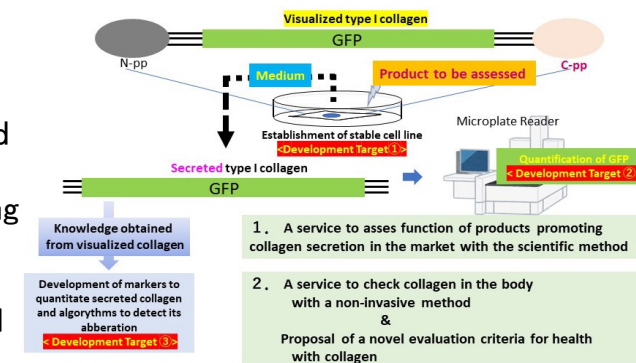 Visualized type I collagen
GFP
N-pp
C-pp
Medium
Product to be assessed
Establishment of stable cell line
<Development Target①>
Microplate Reader
Quantification of GFP
< Development Target②>
Secreted type I collagen
GFP
Knowledge obtained
from visualized collagen
Development of markers to
quantitate secreted collagen
and algorythms to detect its
abberation
< Development Target③>
1. A service to asses function of products promoting
collagen secretion in the market with the scientific method
2. A service to check collagen in the body
with a non-invasive method
&
Proposal of a novel evaluation criteria for health
with collagen